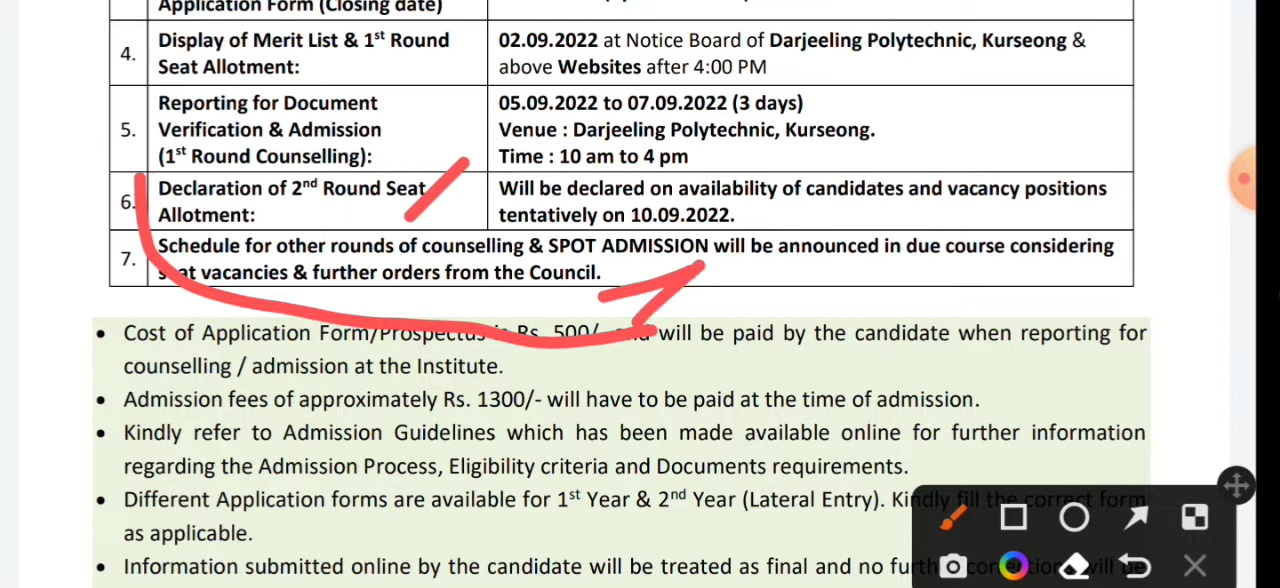 Application Form (Closing date)
4. Display of Merit List & 1st Round
Seat Allotment:
02.09.2022 at Notice Board of Darjeeling Polytechnic, Kurseong &
above Websites after 4:00 PM
5. Reporting for Document
Verification & Admission
(1st Round Counselling):
05.09.2022 to 07.09.2022 (3 days)
Venue : Darjeeling Polytechnic, Kurseong.
Time : 10 am to 4 pm
6. Declaration of 2nd Round Seat
Allotment:
Will be declared on availability of candidates and vacancy positions
tentatively on 10.09.2022.
7. Schedule for other rounds of counselling & SPOT ADMISSION will be announced in due course considering
seat vacancies & further orders from the Council.
• Cost of Application Form/Prospectus is Rs. 500/- and will be paid by the candidate when reporting for
counselling / admission at the Institute.
• Admission fees of approximately Rs. 1300/- will have to be paid at the time of admission.
• Kindly refer to Admission Guidelines which has been made available online for further information
regarding the Admission Process, Eligibility criteria and Documents requirements.
• Different Application forms are available for 1st Year & 2nd Year (Lateral Entry). Kindly fill the correct form
as applicable.
• Information submitted online by the candidate will be treated as final and no further correction will be